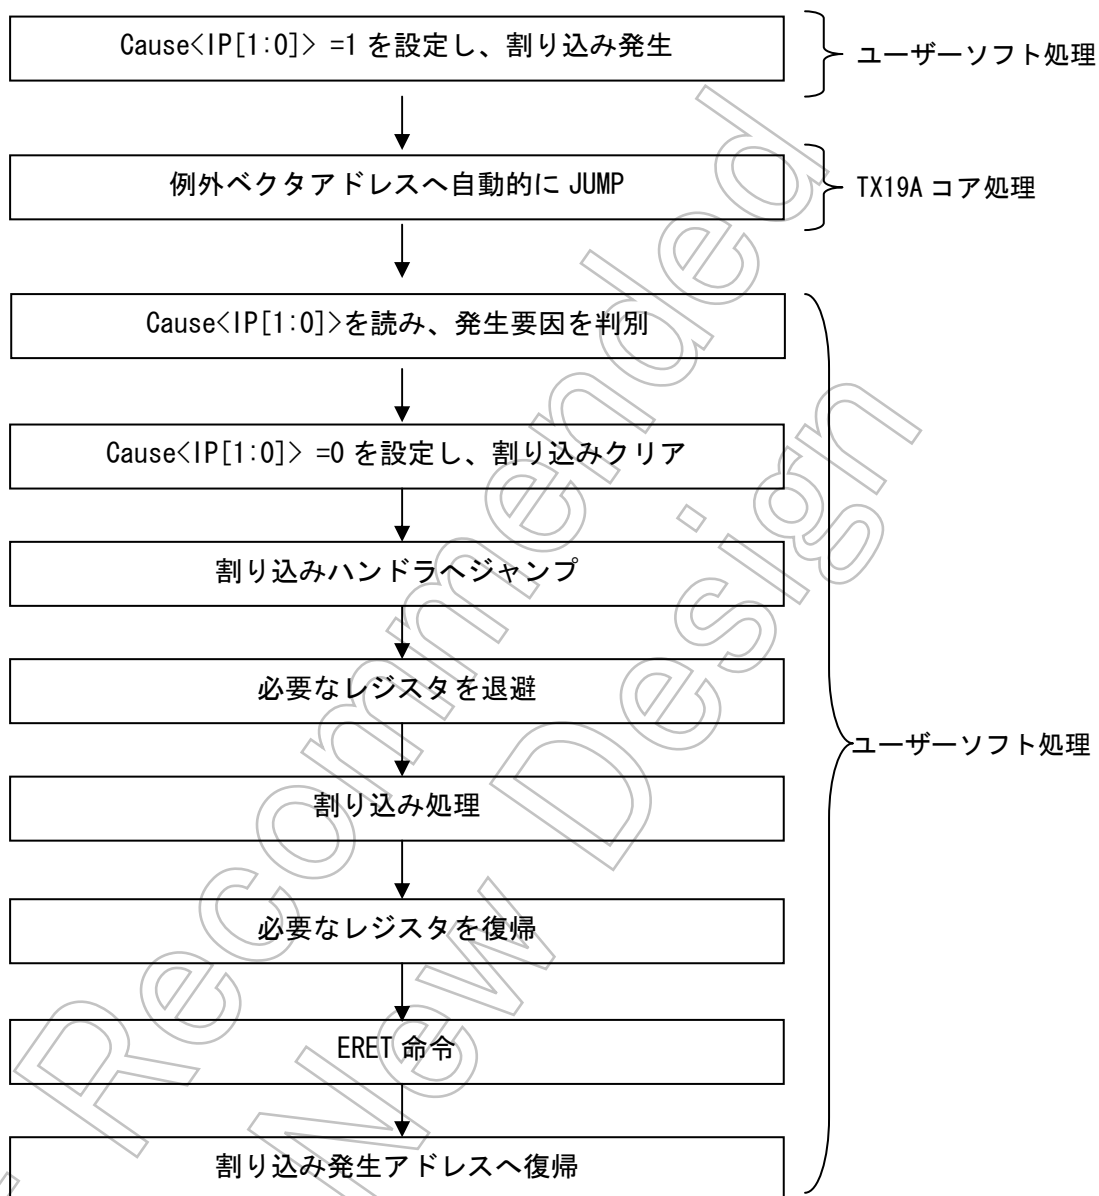 Cause<IP[1:0]> =1 を設定し、割り込み発生
ユーザーソフト処理
例外ベクタアドレスへ自動的に JUMP
TX19A コア処理
Cause<IP[1:0]>を読み、発生要因を判別
Cause<IP[1:0]> =0 を設定し、割り込みクリア
割り込みハンドラへジャンプ
必要なレジスタを退避
ユーザーソフト処理
割り込み処理
必要なレジスタを復帰
ERET 命令
割り込み発生アドレスへ復帰
Recommended
New Design